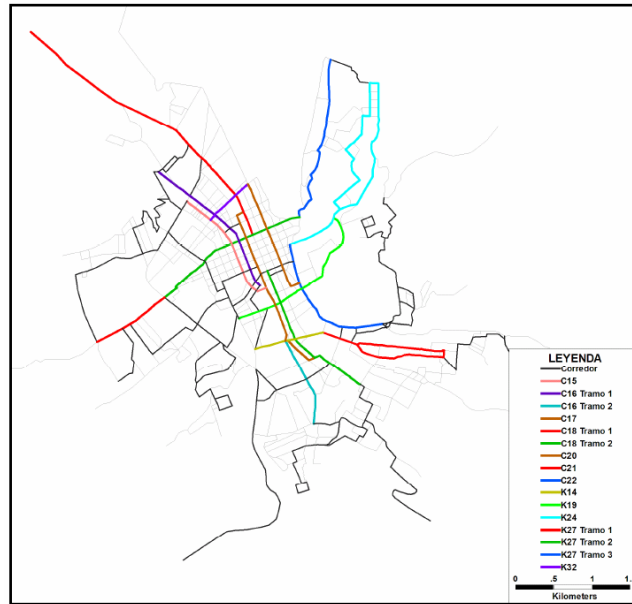 LEYENDA
Corredor
C15
C16 Tramo 1
C16 Tramo 2
C17
C18 Tramo 1
C18 Tramo 2
C20
C21
C22
K14
K19
K24
K27 Tramo 1
K27 Tramo 2
K27 Tramo 3
K32
0 .5 1 1.
Kilometers